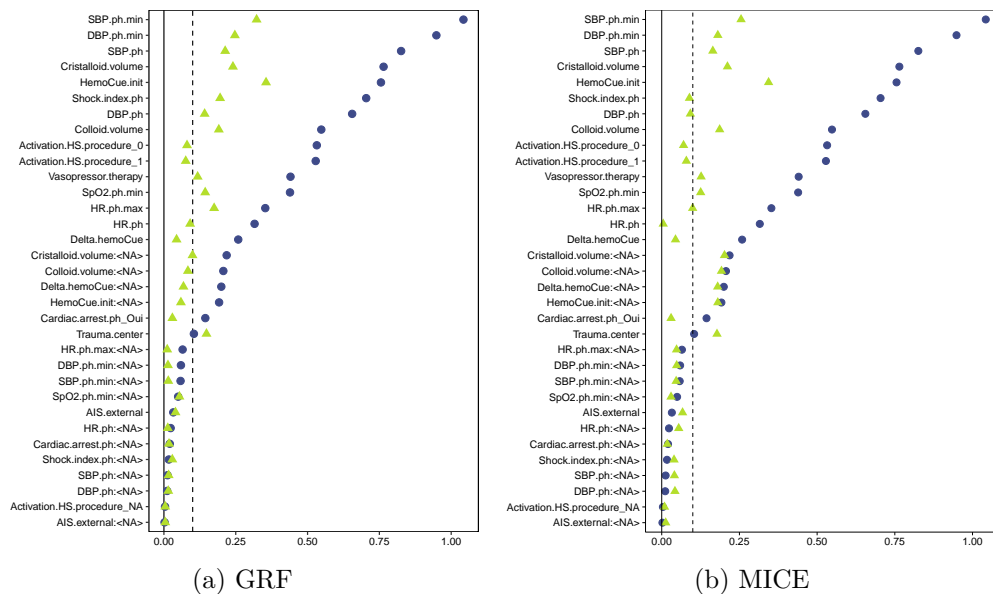 SBP.ph.min
DBP.ph.min
SBP.ph
Cristalloid.volume
HemoCue.init
Shock.index.ph
DBP.ph
Colloid.volume
Activation.HS.procedure_0
Activation.HS.procedure_1
Vasopressor.therapy
SpO2.ph.min
HR.ph.max
HR.ph
Delta.hemoCue
Cristalloid.volume:<NA>
Colloid.volume:<NA>
Delta.hemoCue:<NA>
HemoCue.init:<NA>
Cardiac.arrest.ph_Oui
Trauma.center
HR.ph.max:<NA>
DBP.ph.min:<NA>
SBP.ph.min:<NA>
SpO2.ph.min:<NA>
AIS.external
HR.ph:<NA>
Cardiac.arrest.ph:<NA>
Shock.index.ph:<NA>
SBP.ph:<NA>
DBP.ph:<NA>
Activation.HS.procedure_NA
AIS.external:<NA>
0.00 0.25 0.50 0.75 1.00
(a) GRF
SBP.ph.min
DBP.ph.min
SBP.ph
Cristalloid.volume
HemoCue.init
Shock.index.ph
DBP.ph
Colloid.volume
Activation.HS.procedure_0
Activation.HS.procedure_1
Vasopressor.therapy
SpO2.ph.min
HR.ph.max
HR.ph
Delta.hemoCue
Cristalloid.volume:<NA>
Colloid.volume:<NA>
Delta.hemoCue:<NA>
HemoCue.init:<NA>
Cardiac.arrest.ph_Oui
Trauma.center
HR.ph.max:<NA>
DBP.ph.min:<NA>
SBP.ph.min:<NA>
SpO2.ph.min:<NA>
AIS.external
HR.ph:<NA>
Cardiac.arrest.ph:<NA>
Shock.index.ph:<NA>
SBP.ph:<NA>
DBP.ph:<NA>
Activation.HS.procedure_NA
AIS.external:<NA>
0.00 0.25 0.50 0.75 1.00
(b) MICE